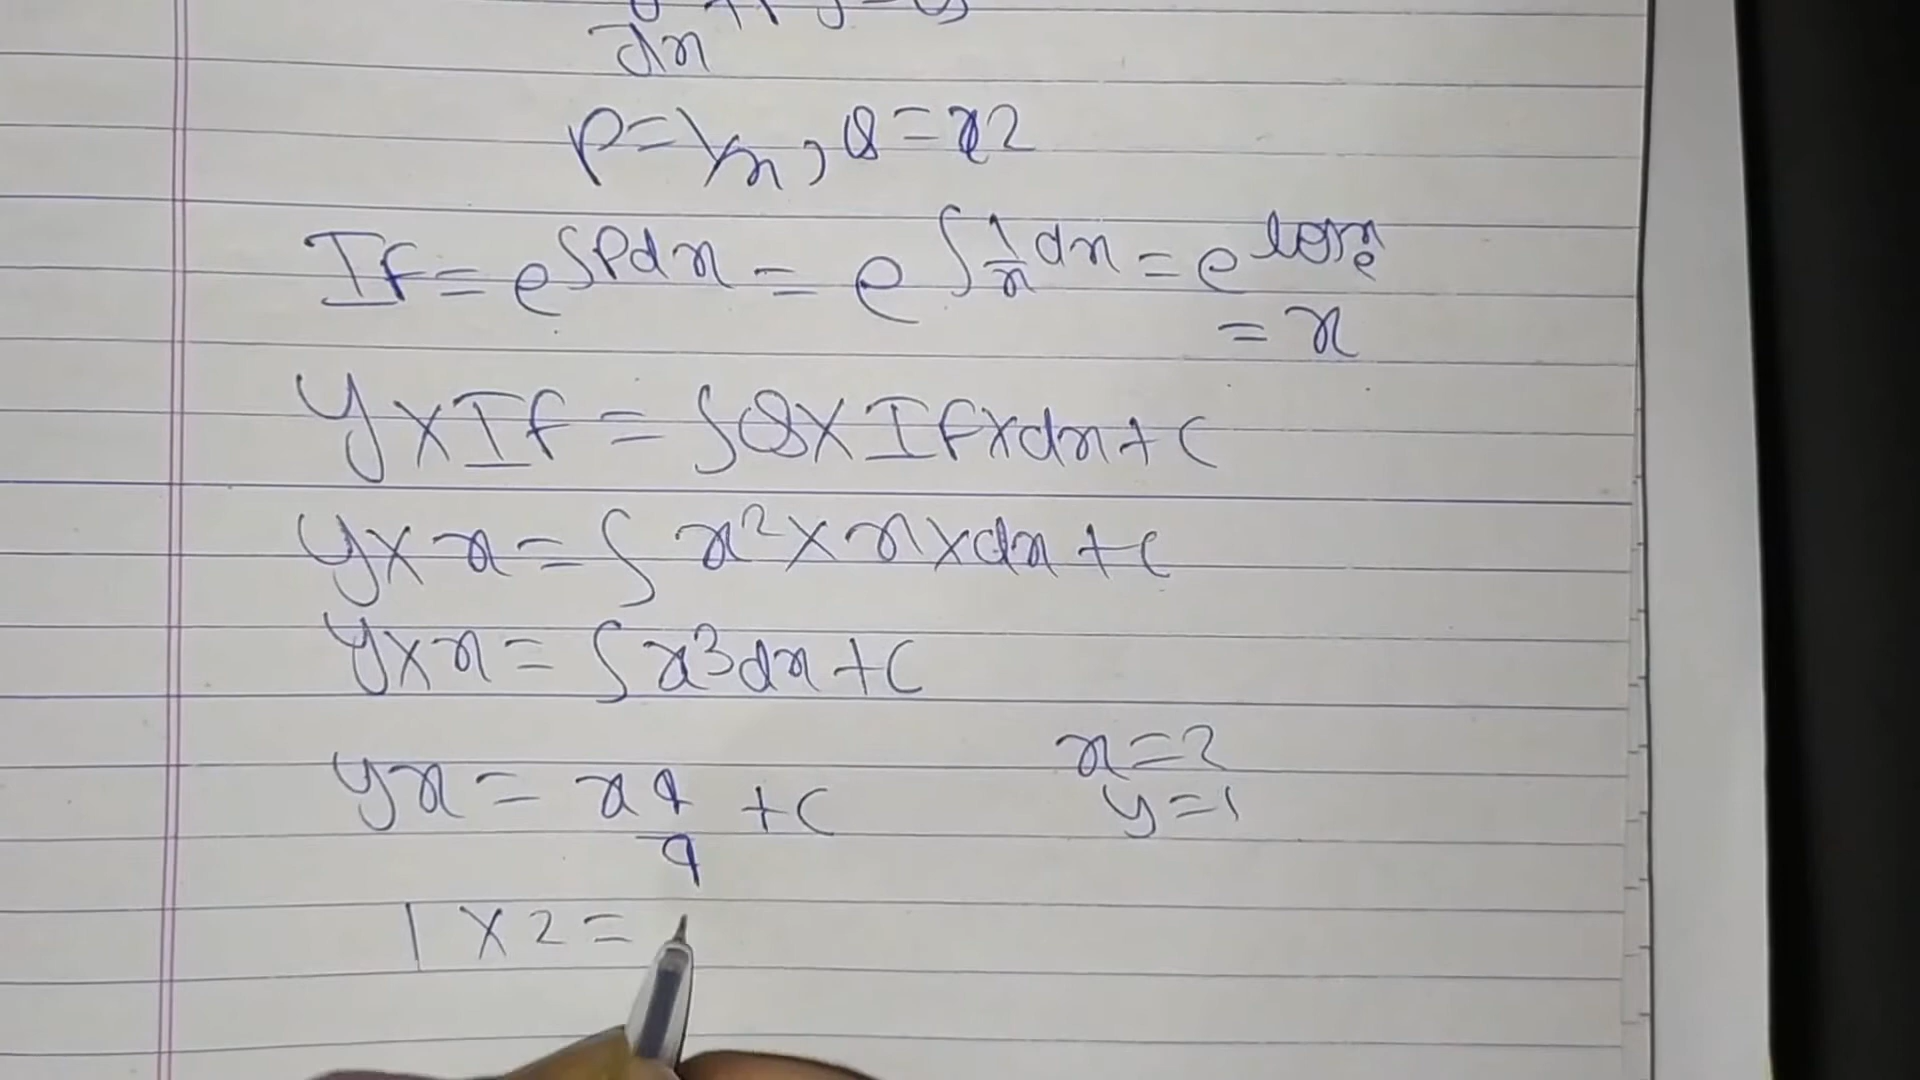 dx
P=1/x, Q=x2
If=e∫Pdx = e∫1/x dx = e log x e
= x
y×If = ∫Q×If×dx+c
y×x = ∫x²×x×dx+c
y×x = ∫x³dx+c
yx = x4/4 +c
x=2
y=1
1×2=